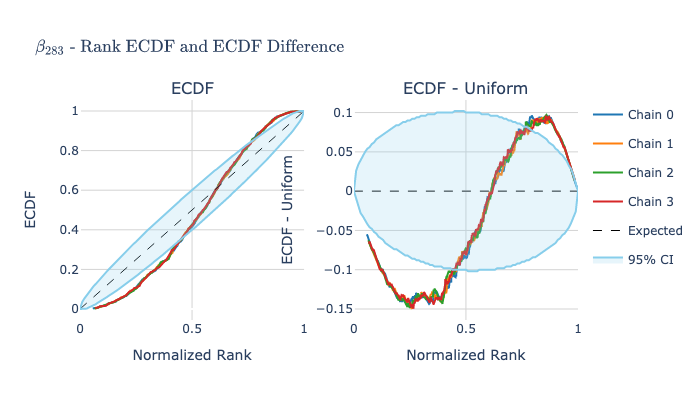 β283 - Rank ECDF and ECDF Difference
ECDF
ECDF
1
0.8
0.6
0.4
0.2
0
0
0.5
1
Normalized Rank
ECDF - Uniform
ECDF - Uniform
0.1
0.05
0
−0.05
−0.1
−0.15
0
0.5
1
Normalized Rank
Chain 0
Chain 1
Chain 2
Chain 3
Expected
95% CI